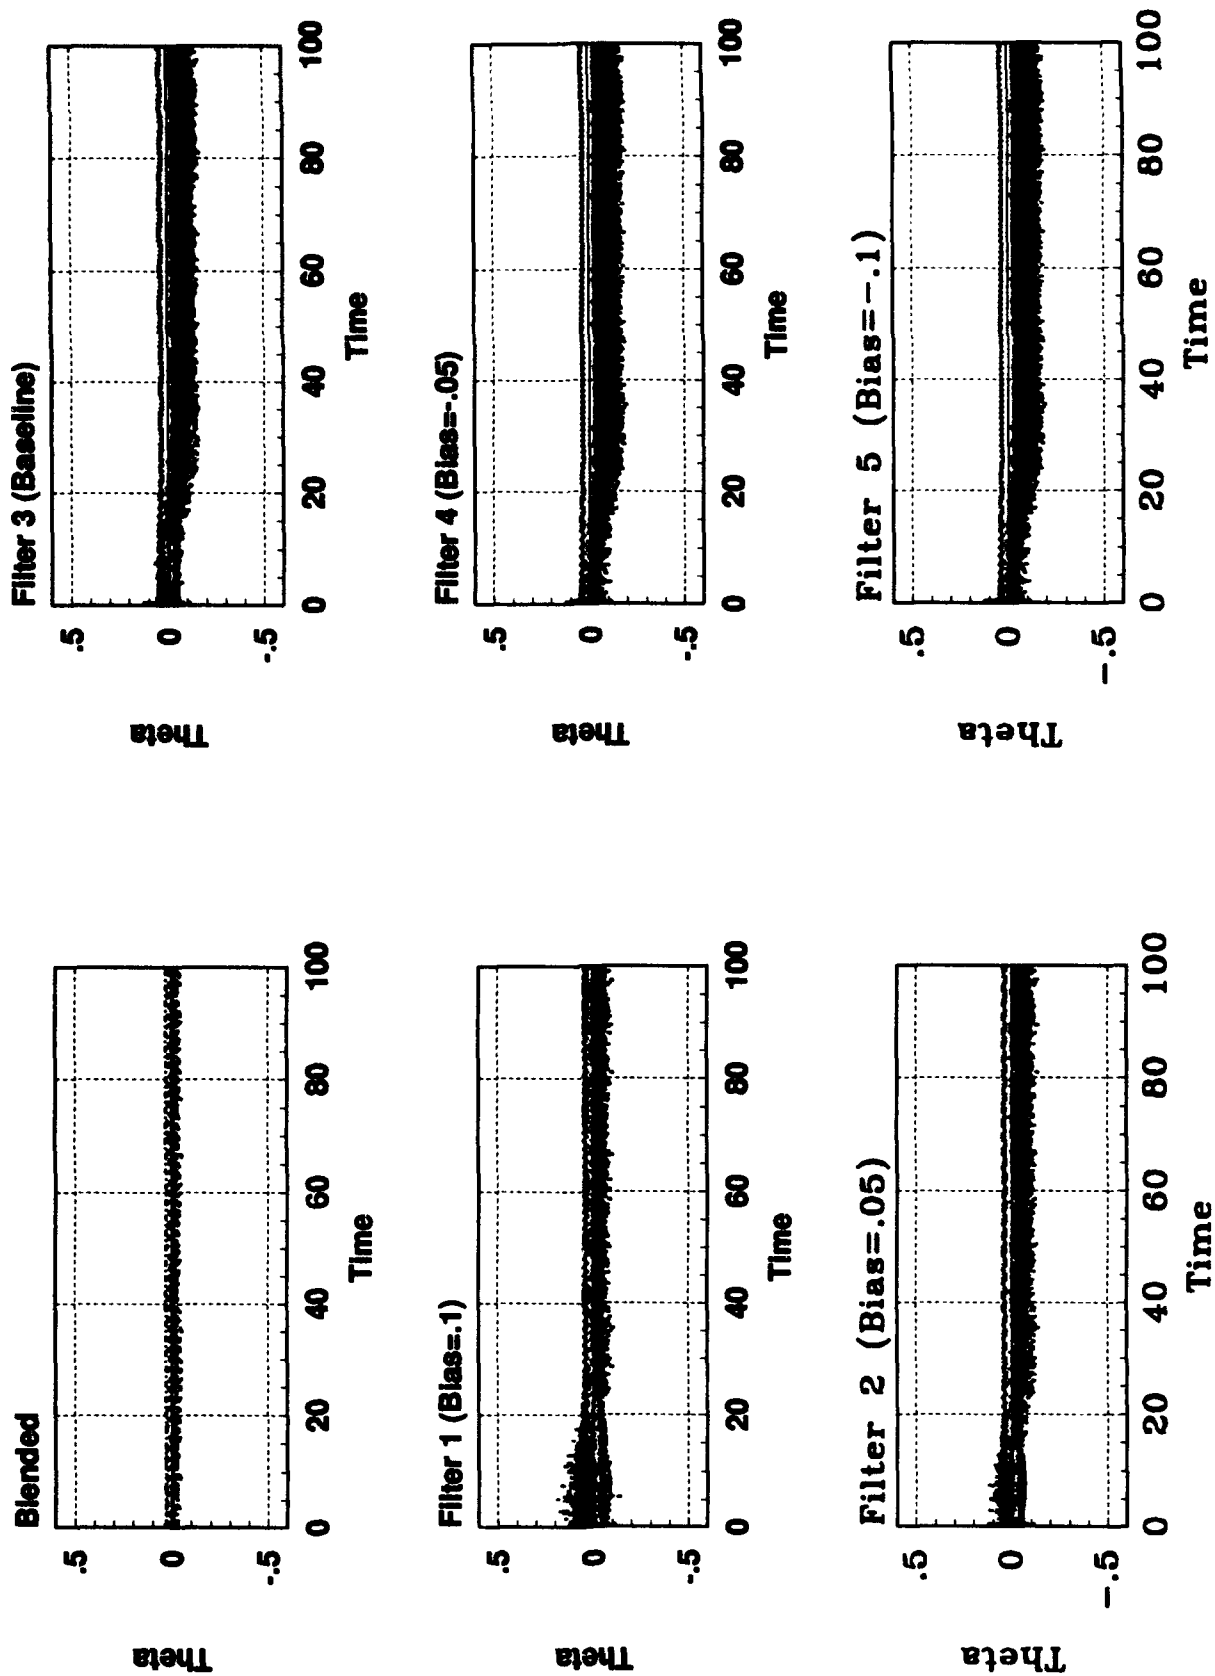 Blended
.5
0
-.5
Theta
0 20 40 60 80 100
Time
Filter 3 (Baseline)
.5
0
-.5
Theta
0 20 40 60 80 100
Time
Filter 1 (Bias=.1)
.5
0
-.5
Theta
0 20 40 60 80 100
Time
Filter 4 (Bias=-.05)
.5
0
-.5
Theta
0 20 40 60 80 100
Time
Filter 2 (Bias=.05)
.5
0
-.5
Theta
0 20 40 60 80 100
Time
Filter 5 (Bias=-.1)
.5
0
-.5
Theta
0 20 40 60 80 100
Time